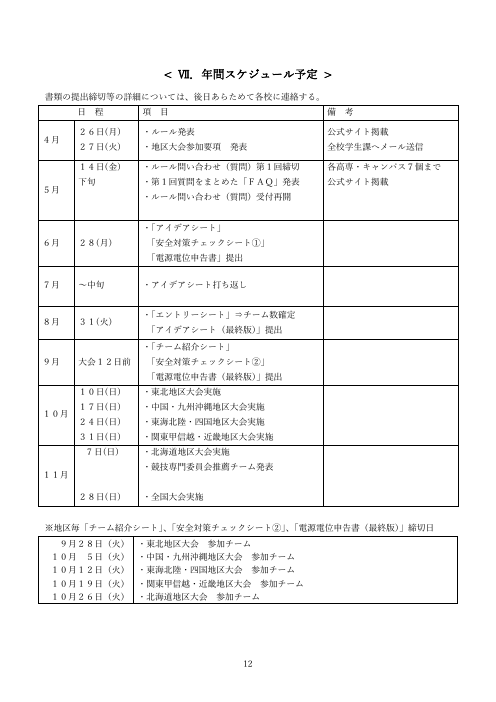 < Ⅶ．年間スケジュール予定 >
書類の提出締切等の詳細については、後日あらためて各校に連絡する。
日　程　項　目　備　考
４月　２６日(月)　・ルール発表　公式サイト掲載
２７日(火)　・地区大会参加要項　発表　全校学生課へメール送信
５月　１４日(金)　・ルール問い合わせ（質問）第１回締切　各高専・キャンパス７個まで
下旬　・第１回質問をまとめた「ＦＡＱ」発表　公式サイト掲載
・ルール問い合わせ（質問）受付再開
６月　２８(月)　・「アイデアシート」
「安全対策チェックシート①」
「電源電位申告書」提出
７月　～中旬　・アイデアシート打ち返し
８月　３１(火)　・「エントリーシート」⇒チーム数確定
「アイデアシート（最終版）」提出
９月　大会１２日前　・「チーム紹介シート」
「安全対策チェックシート②」
「電源電位申告書（最終版）」提出
１０月　１０(日)　・東北地区大会実施
１７(日)　・中国・九州沖縄地区大会実施
２４(日)　・東海北陸・四国地区大会実施
３１(日)　・関東甲信越・近畿地区大会実施
１１月　７日(日)　・北海道地区大会実施
・競技専門委員会推薦チーム発表
２８日(日)　・全国大会実施
※地区毎「チーム紹介シート」、「安全対策チェックシート②」、「電源電位申告書（最終版）」締切日
９月２８日（火）　・東北地区大会　参加チーム
１０月　５日（火）　・中国・九州沖縄地区大会　参加チーム
１０月１２日（火）　・東海北陸・四国地区大会　参加チーム
１０月１９日（火）　・関東甲信越・近畿地区大会　参加チーム
１０月２６日（火）　・北海道地区大会　参加チーム
12